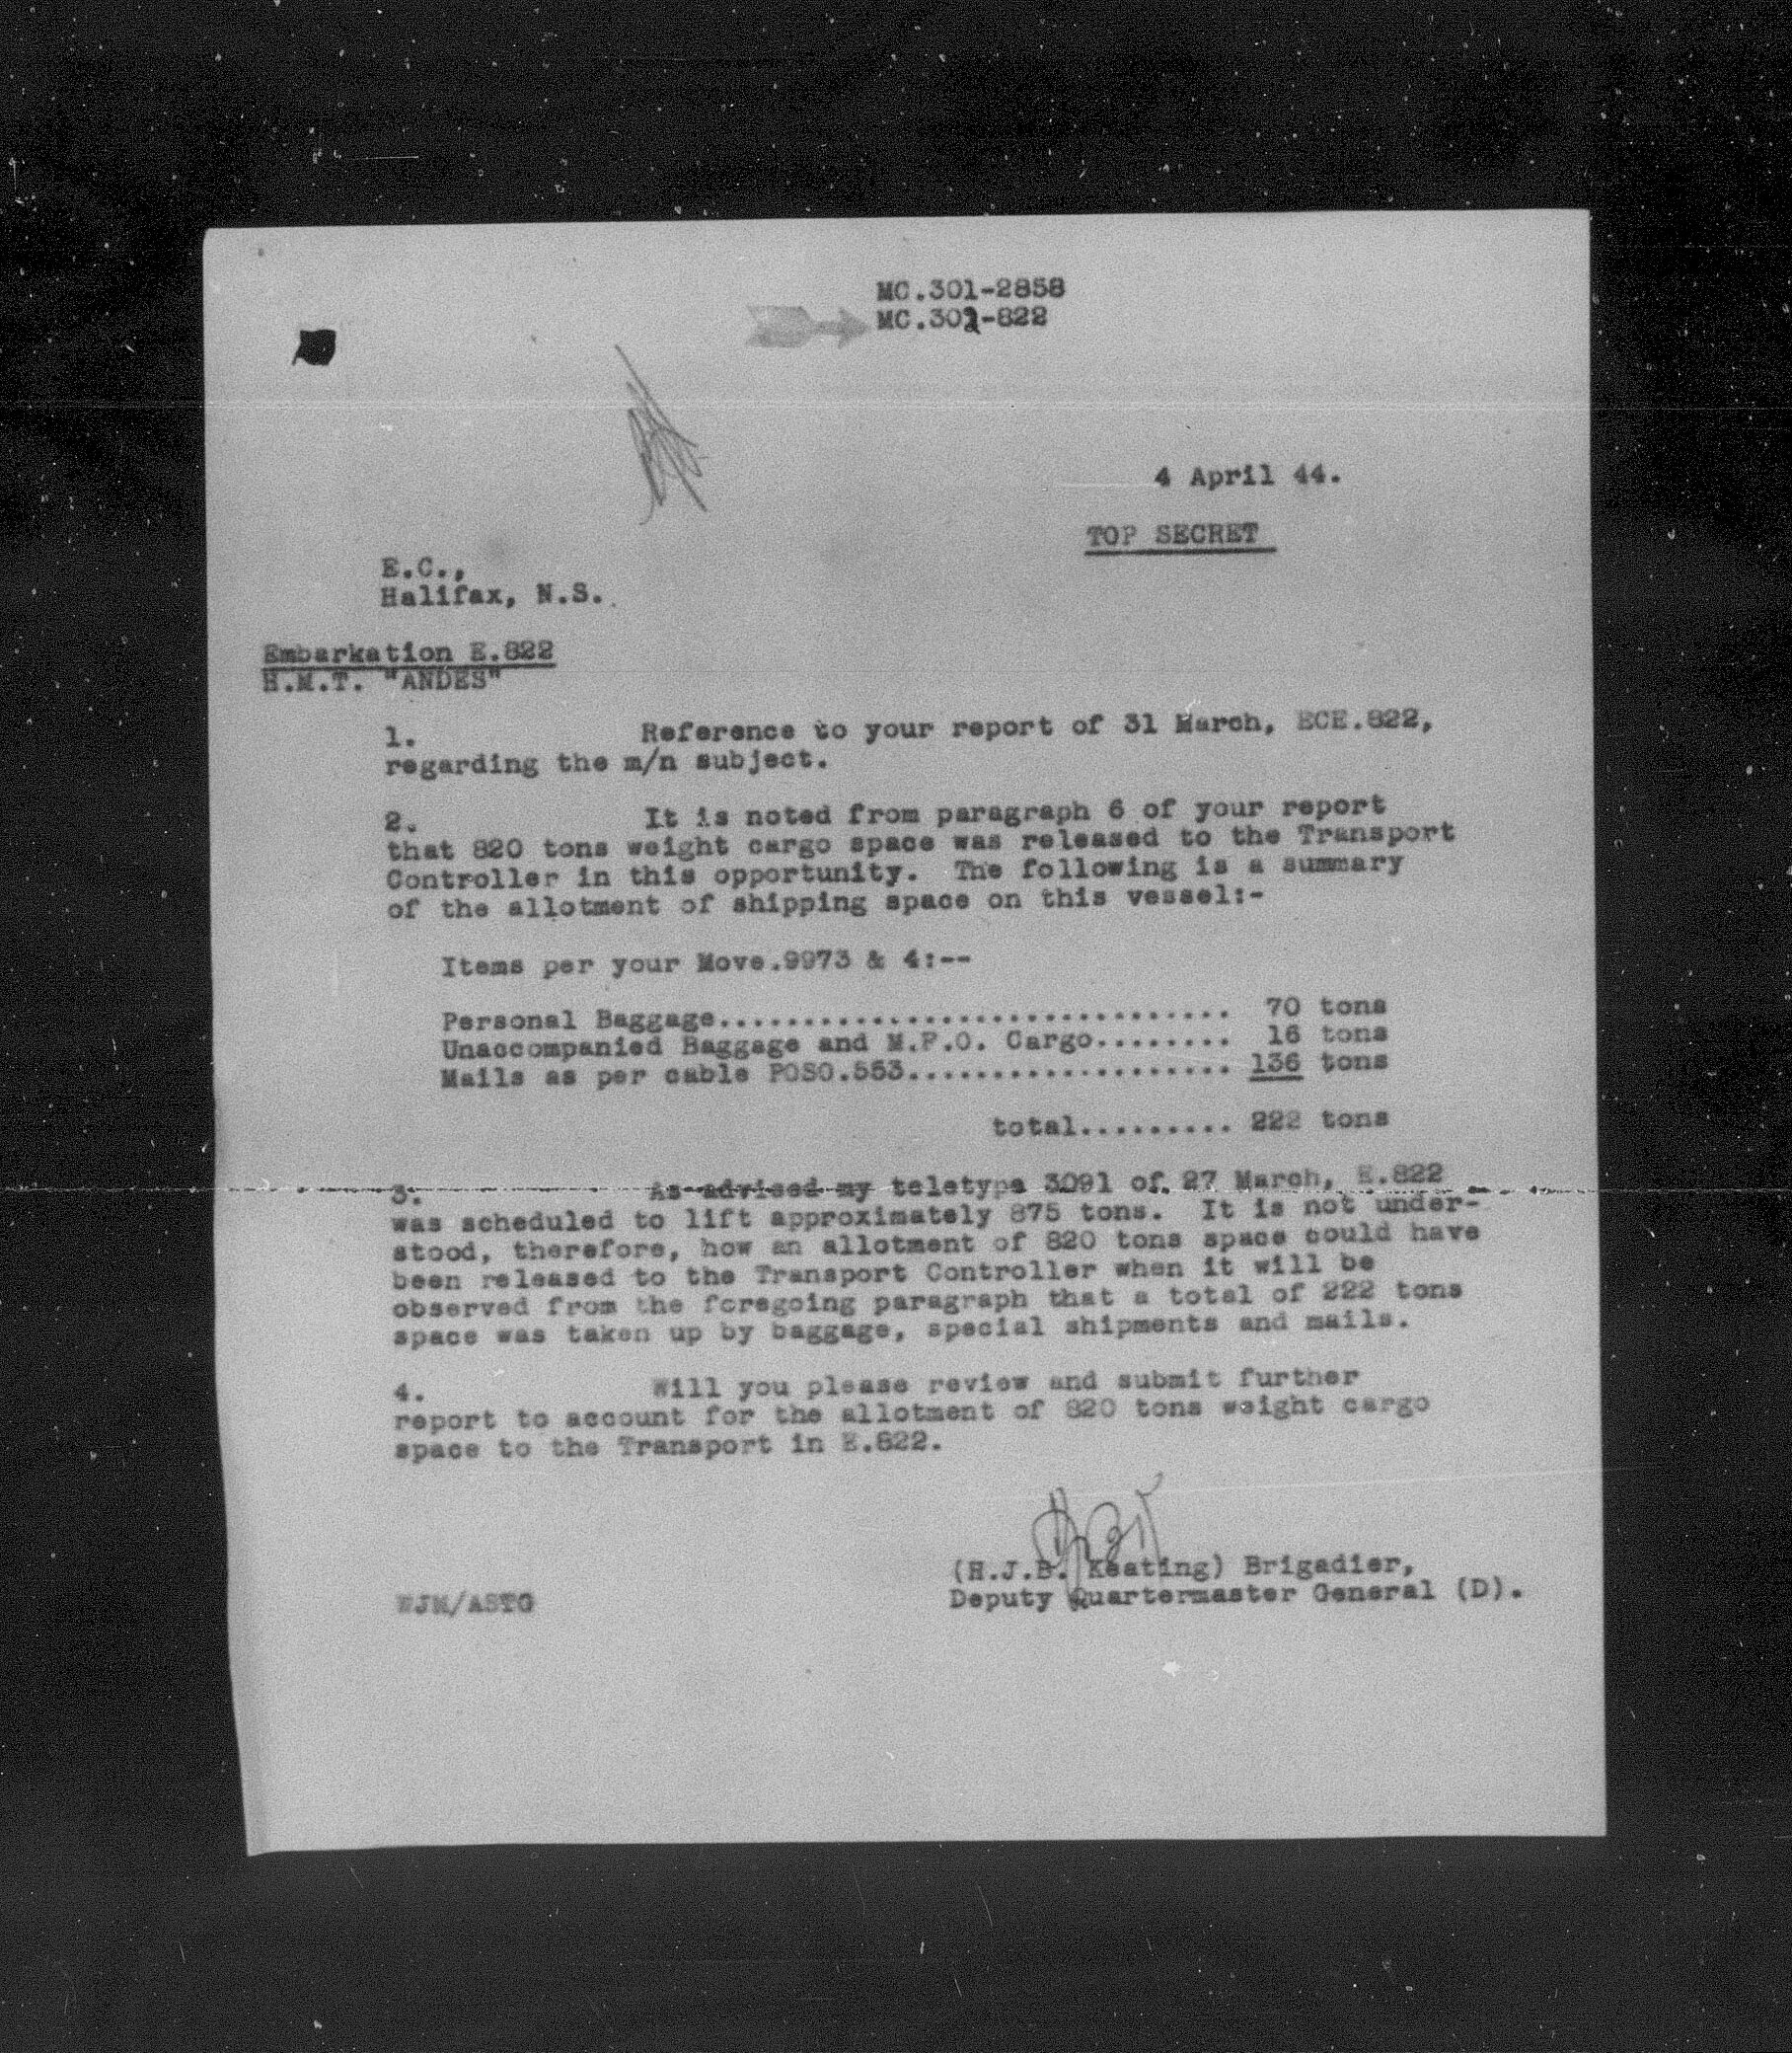 MC.301-2858
MC.302-822
4 April 44.
TOP SECRET
E.C.,
Halifax, N.S.
Embarkation E.822
H.M.T. "ANDES"
1. Reference to your report of 31 March, ECE.822,
regarding the m/n subject.
2. It is noted from paragraph 6 of your report
that 820 tons weight cargo space was released to the Transport
Controller in this opportunity. The following is a summary
of the allotment of shipping space on this vessel:-
Items per your Move.9973 & 4:--
Personal Baggage.............................. 70 tons
Unaccompanied Baggage and M.F.O. Cargo........ 16 tons
Mails as per cable POSO.553................... 136 tons
total......... 222 tons
3. As advised my teletype 3091 of 27 March, E.822
was scheduled to lift approximately 875 tons. It is not under-
stood, therefore, how an allotment of 820 tons space could have
been released to the Transport Controller when it will be
observed from the foregoing paragraph that a total of 222 tons
space was taken up by baggage, special shipments and mails.
4. Will you please review and submit further
report to account for the allotment of 820 tons weight cargo
space to the Transport in E.822.
(H.J.B. Keating) Brigadier,
Deputy Quartermaster General (D).
WJM/ASTG